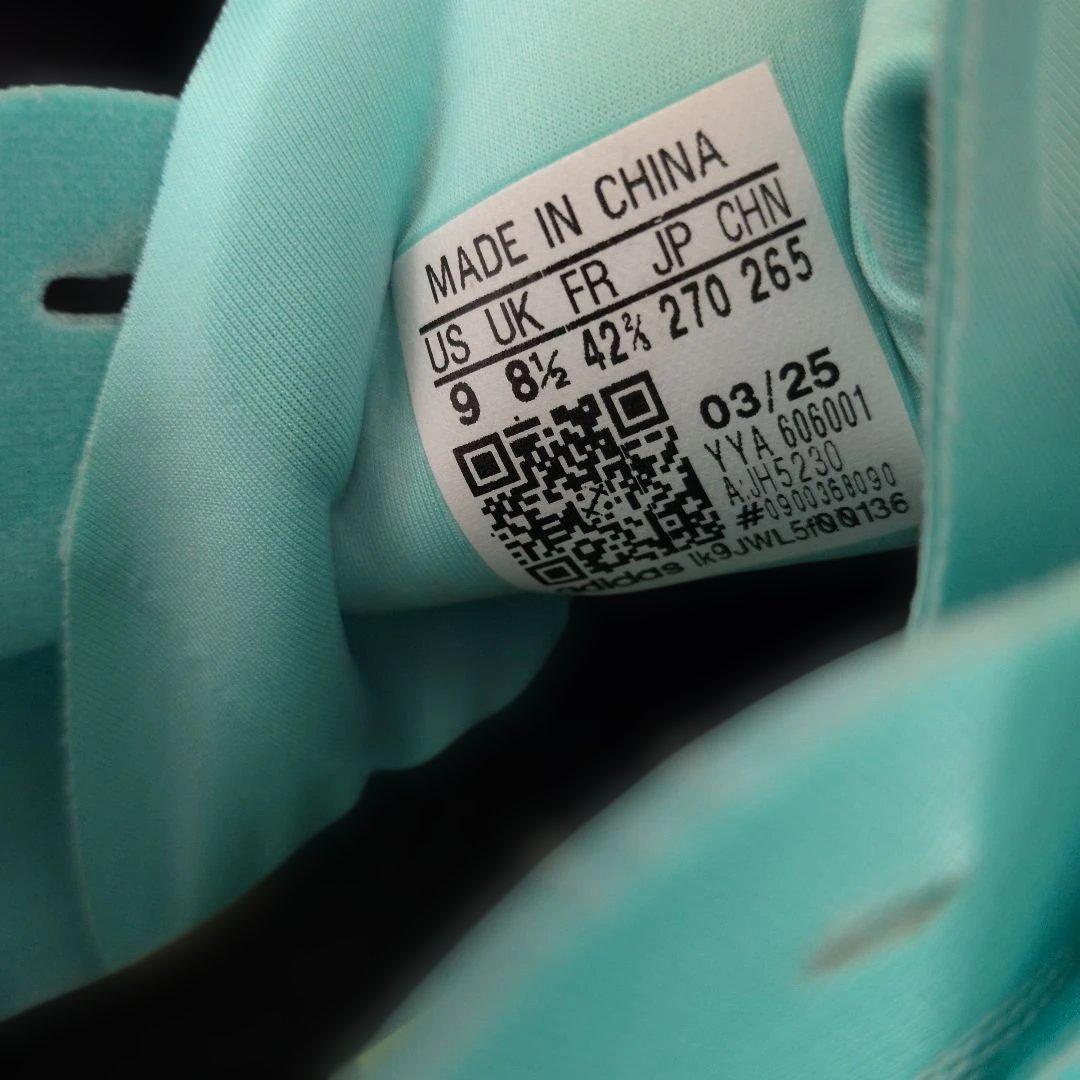 MADE IN CHINA
US UK FR JP CHN
9 8½ 42⅔ 270 265
03/25
YYA 606001
A:JH5230
#0900368090
adidas lk9JWL5f00136